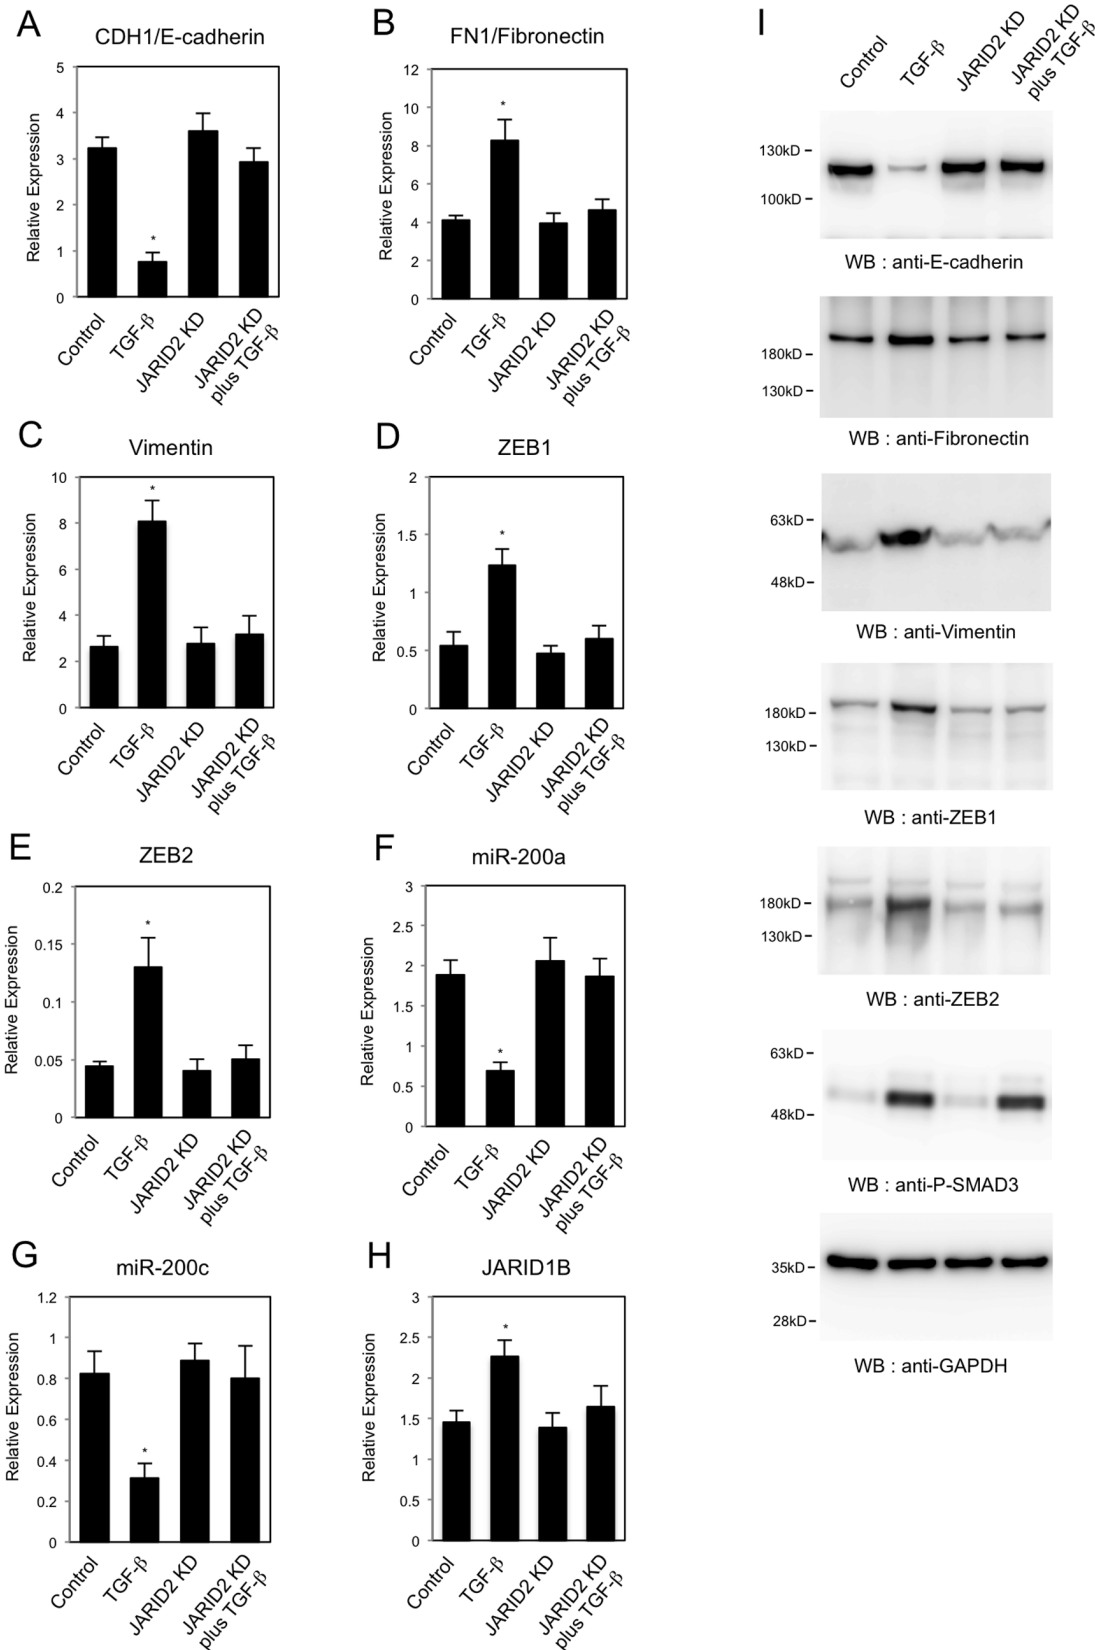 A
CDH1/E-cadherin
Relative Expression
5
4
3
2
1
0
*
Control
TGF-β
JARID2 KD
JARID2 KD
plus TGF-β
B
FN1/Fibronectin
Relative Expression
12
10
8
6
4
2
0
*
Control
TGF-β
JARID2 KD
JARID2 KD
plus TGF-β
C
Vimentin
Relative Expression
10
8
6
4
2
0
*
Control
TGF-β
JARID2 KD
JARID2 KD
plus TGF-β
D
ZEB1
Relative Expression
2
1.5
1
0.5
0
*
Control
TGF-β
JARID2 KD
JARID2 KD
plus TGF-β
E
ZEB2
Relative Expression
0.2
0.15
0.1
0.05
0
*
Control
TGF-β
JARID2 KD
JARID2 KD
plus TGF-β
F
miR-200a
Relative Expression
3
2.5
2
1.5
1
0.5
0
*
Control
TGF-β
JARID2 KD
JARID2 KD
plus TGF-β
G
miR-200c
Relative Expression
1.2
1
0.8
0.6
0.4
0.2
0
*
Control
TGF-β
JARID2 KD
JARID2 KD
plus TGF-β
H
JARID1B
Relative Expression
3
2.5
2
1.5
1
0.5
0
*
Control
TGF-β
JARID2 KD
JARID2 KD
plus TGF-β
I
Control
TGF-β
JARID2 KD
JARID2 KD
plus TGF-β
130kD
100kD
WB : anti-E-cadherin
180kD
130kD
WB : anti-Fibronectin
63kD
48kD
WB : anti-Vimentin
180kD
130kD
WB : anti-ZEB1
180kD
130kD
WB : anti-ZEB2
63kD
48kD
WB : anti-P-SMAD3
35kD
28kD
WB : anti-GAPDH